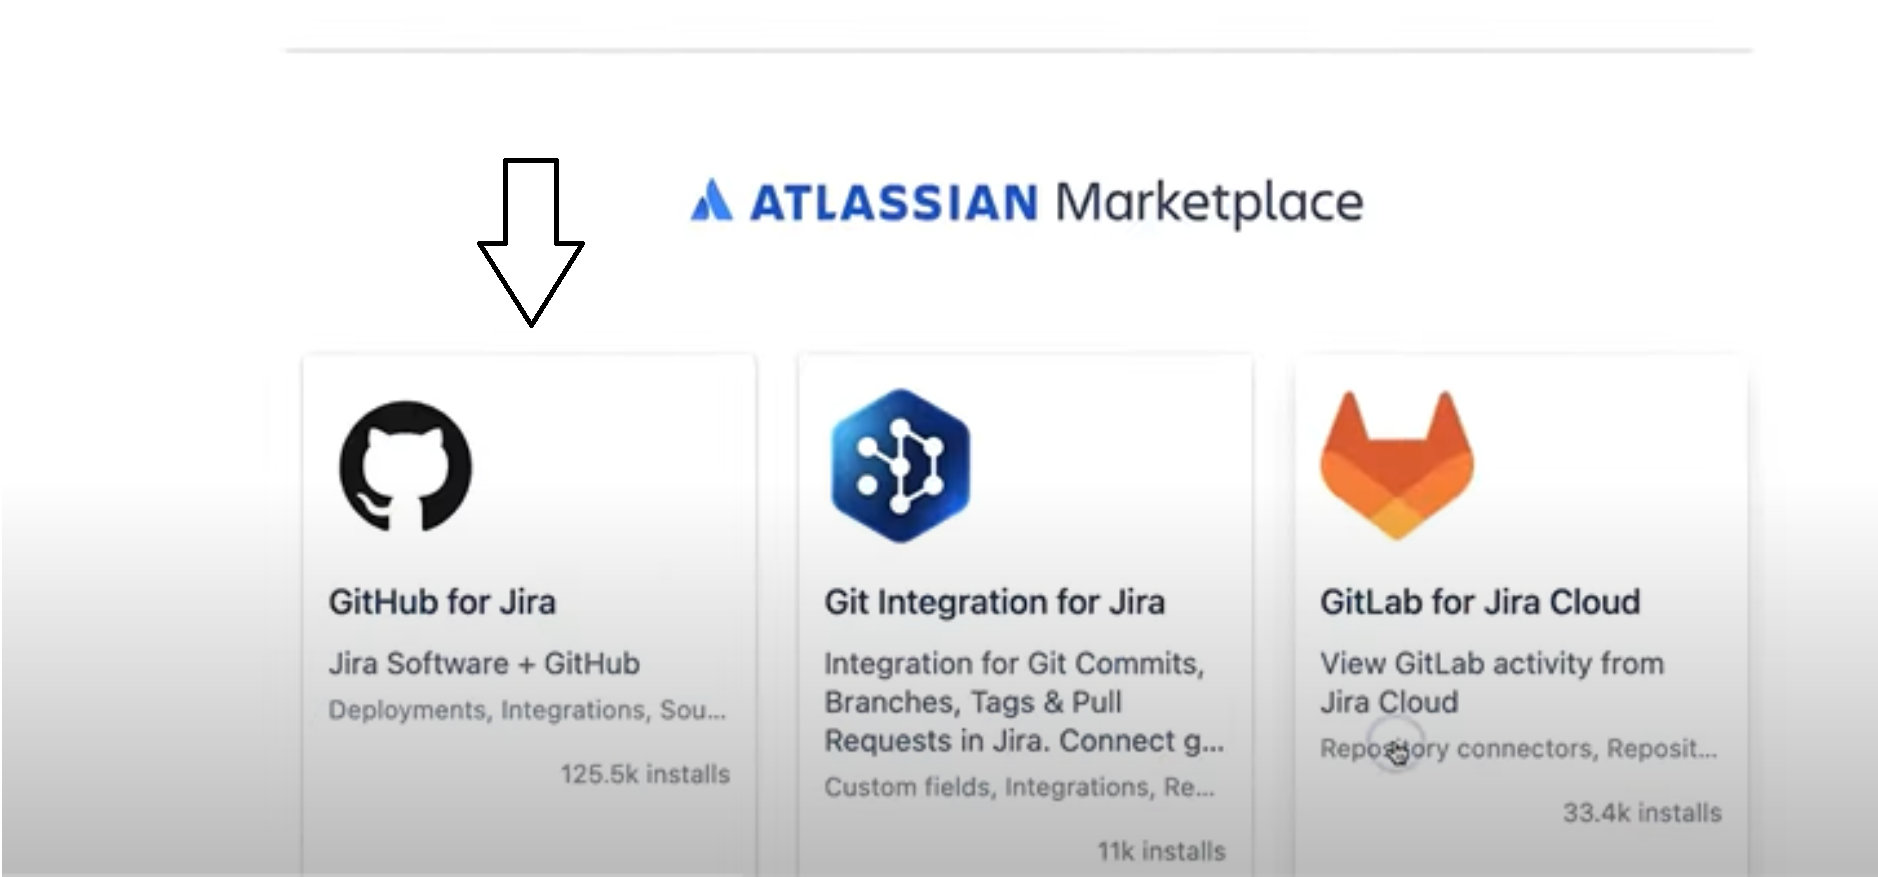 ATLASSIAN Marketplace
GitHub for Jira
Jira Software + GitHub
Deployments, Integrations, Sou...
125.5k installs
Git Integration for Jira
Integration for Git Commits,
Branches, Tags & Pull
Requests in Jira. Connect g...
Custom fields, Integrations, Re...
11k installs
GitLab for Jira Cloud
View GitLab activity from
Jira Cloud
Repository connectors, Reposit...
33.4k installs